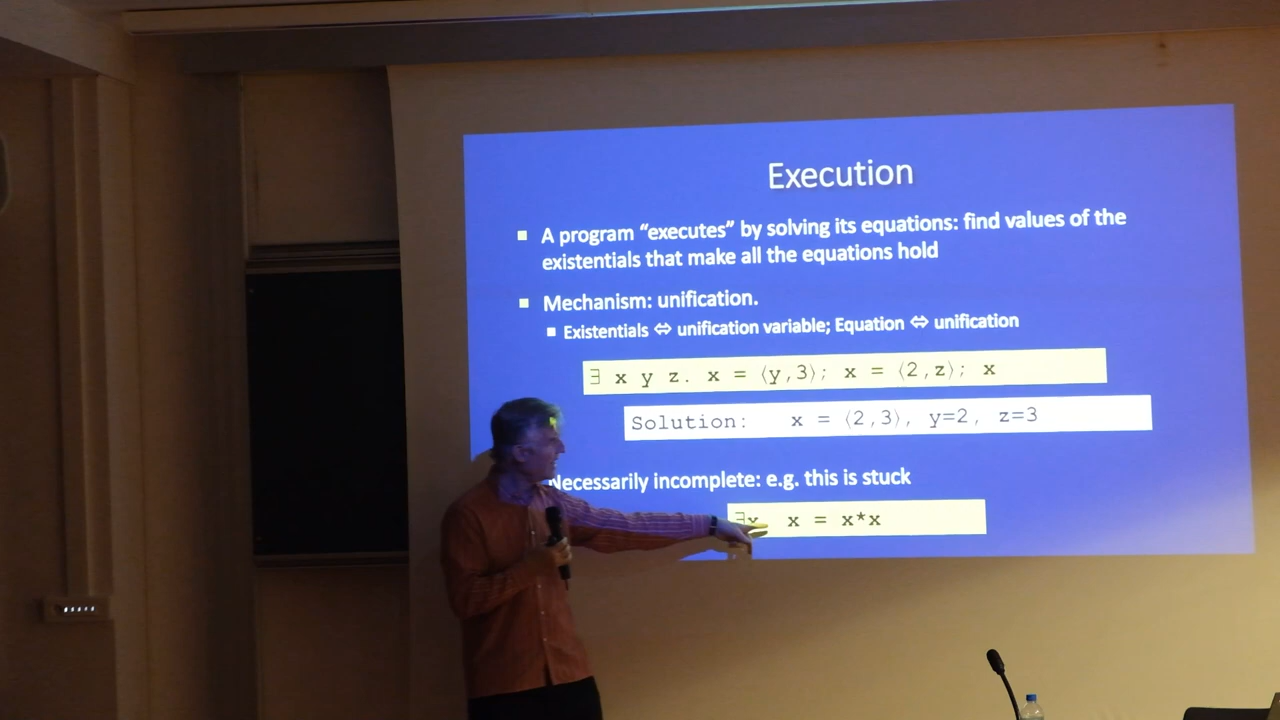 Execution
A program “executes” by solving its equations: find values of the
existentials that make all the equations hold
Mechanism: unification.
Existentials ⇔ unification variable; Equation ⇔ unification
∃ x y z. x = ⟨y,3⟩; x = ⟨2,z⟩; x
Solution: x = ⟨2,3⟩, y=2, z=3
Necessarily incomplete: e.g. this is stuck
∃x x = x*x